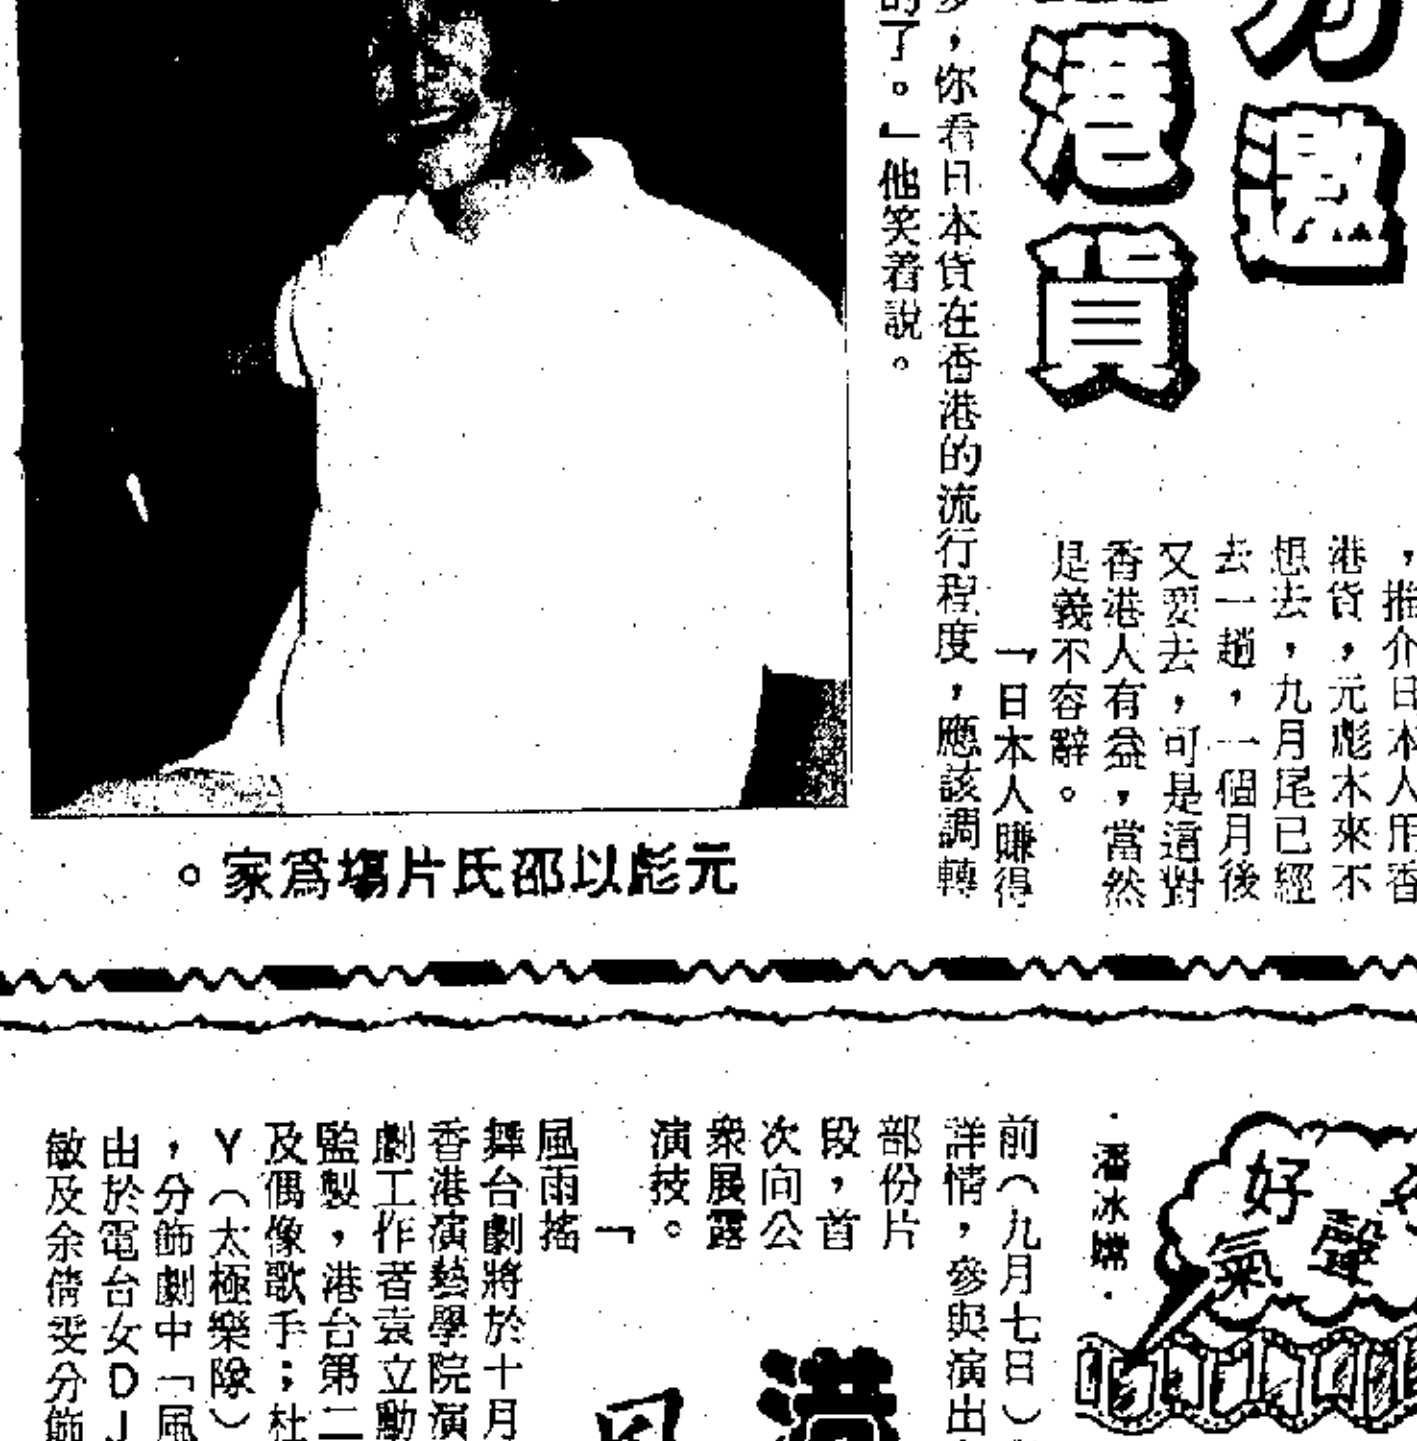 邀
港貨
，推介日本人用香
港貨，元彪本來不
想去，九月尾已經
去一趟，一個月後
又要去，可是這對
香港人有益，當然
是義不容辭。
「日本人賺得
多，你看日本貨在香港的流行程度，應該調轉
的了。」他笑着說。
元彪以邵氏片場為家。
好
好聲
氣
前（九月七日）
詳情，參與演出
部份片
段，首
次向公
衆展露
演技。
「
風雨搖
舞台劇將於十月
香港演藝學院演
劇工作者袁立勳
監製，港台第二
及偶像歌手；杜
Y（太極樂隊）
，分飾劇中「風
由於電台女DJ
敏及余倩雯分飾
港
風